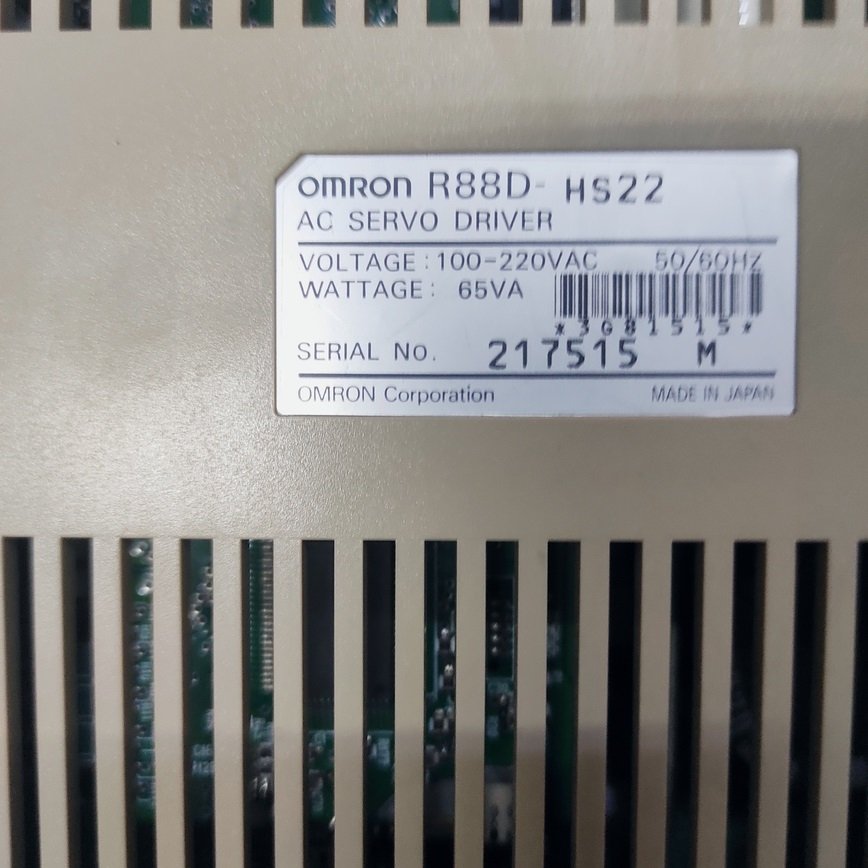 OMRON R88D- HS22
AC SERVO DRIVER
VOLTAGE: 100-220VAC 50/60Hz
WATTAGE: 65VA
*3G81515*
SERIAL No. 217515 M
OMRON Corporation MADE IN JAPAN